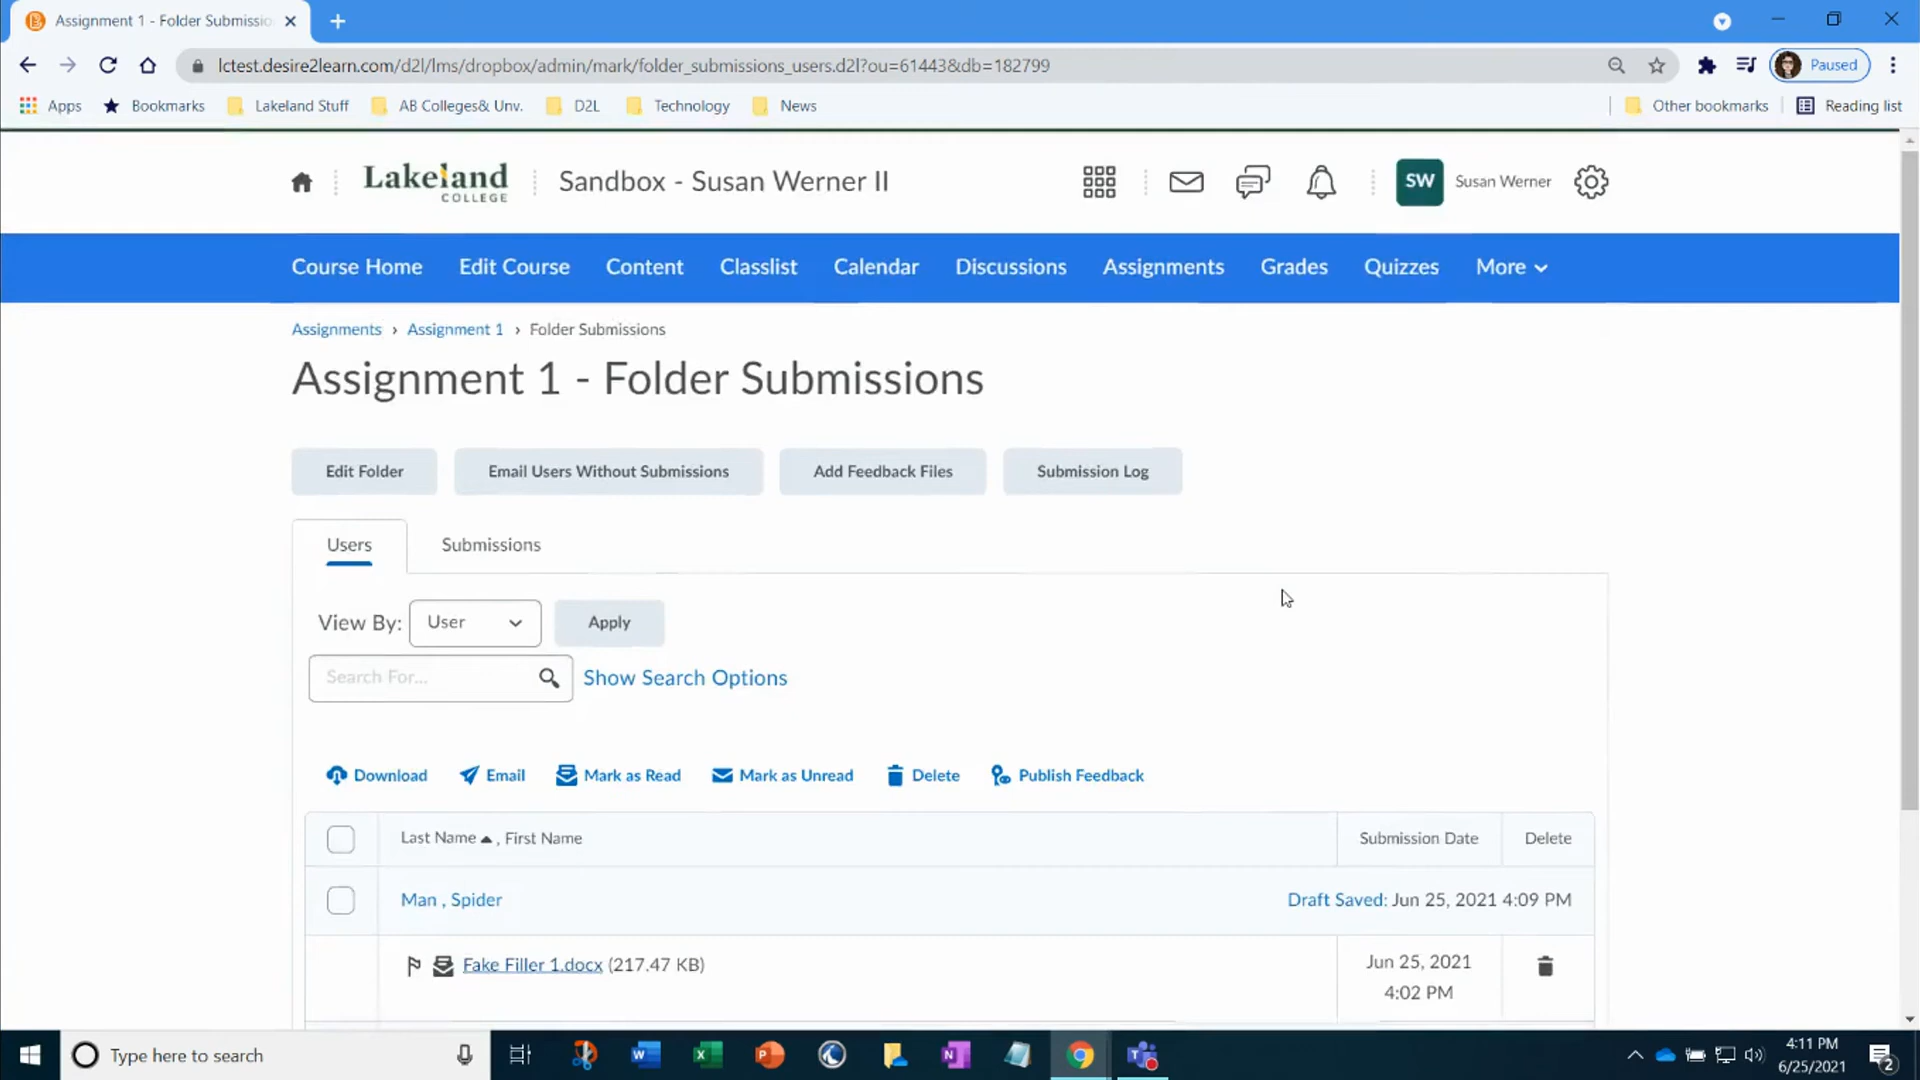 Assignment 1 - Folder Submissio
lctest.desire2learn.com/d2l/lms/dropbox/admin/mark/folder_submissions_users.d2l?ou=61443&db=182799
Paused
Apps
Bookmarks
Lakeland Stuff
AB Colleges& Unv.
D2L
Technology
News
Other bookmarks
Reading list
Lakeland
COLLEGE
Sandbox - Susan Werner II
SW
Susan Werner
Course Home
Edit Course
Content
Classlist
Calendar
Discussions
Assignments
Grades
Quizzes
More
Assignments › Assignment 1 › Folder Submissions
Assignment 1 - Folder Submissions
Edit Folder
Email Users Without Submissions
Add Feedback Files
Submission Log
Users
Submissions
View By:
User
Apply
Search For...
Show Search Options
Download
Email
Mark as Read
Mark as Unread
Delete
Publish Feedback
Last Name , First Name
Submission Date
Delete
Man , Spider
Draft Saved: Jun 25, 2021 4:09 PM
Fake Filler 1.docx (217.47 KB)
Jun 25, 2021
4:02 PM
Type here to search
4:11 PM
6/25/2021
2